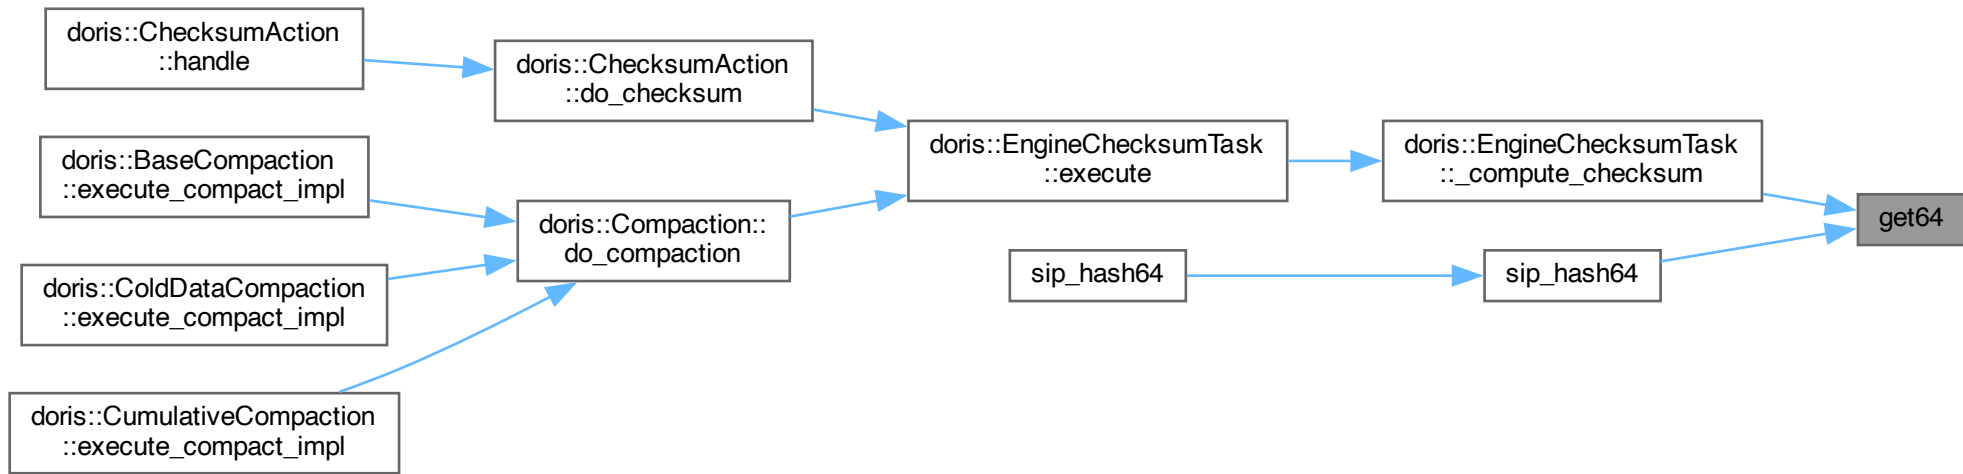 doris::ChecksumAction
::handle
doris::ChecksumAction
::do_checksum
doris::BaseCompaction
::execute_compact_impl
doris::EngineChecksumTask
::execute
doris::EngineChecksumTask
::_compute_checksum
get64
doris::Compaction::
do_compaction
sip_hash64
sip_hash64
doris::ColdDataCompaction
::execute_compact_impl
doris::CumulativeCompaction
::execute_compact_impl